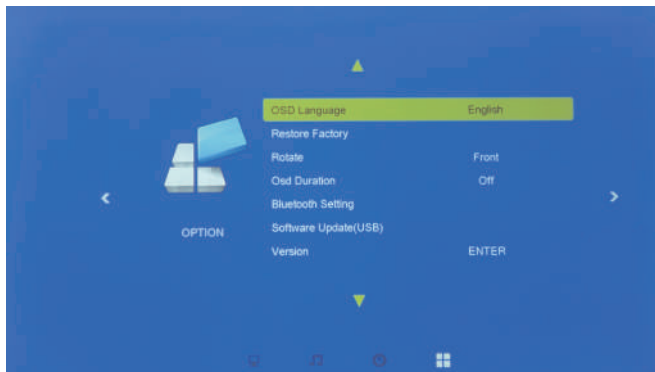 OSD Language English
Restore Factory
Rotate Front
Osd Duration Off
Bluetooth Setting
Software Update(USB)
OPTION
Version ENTER